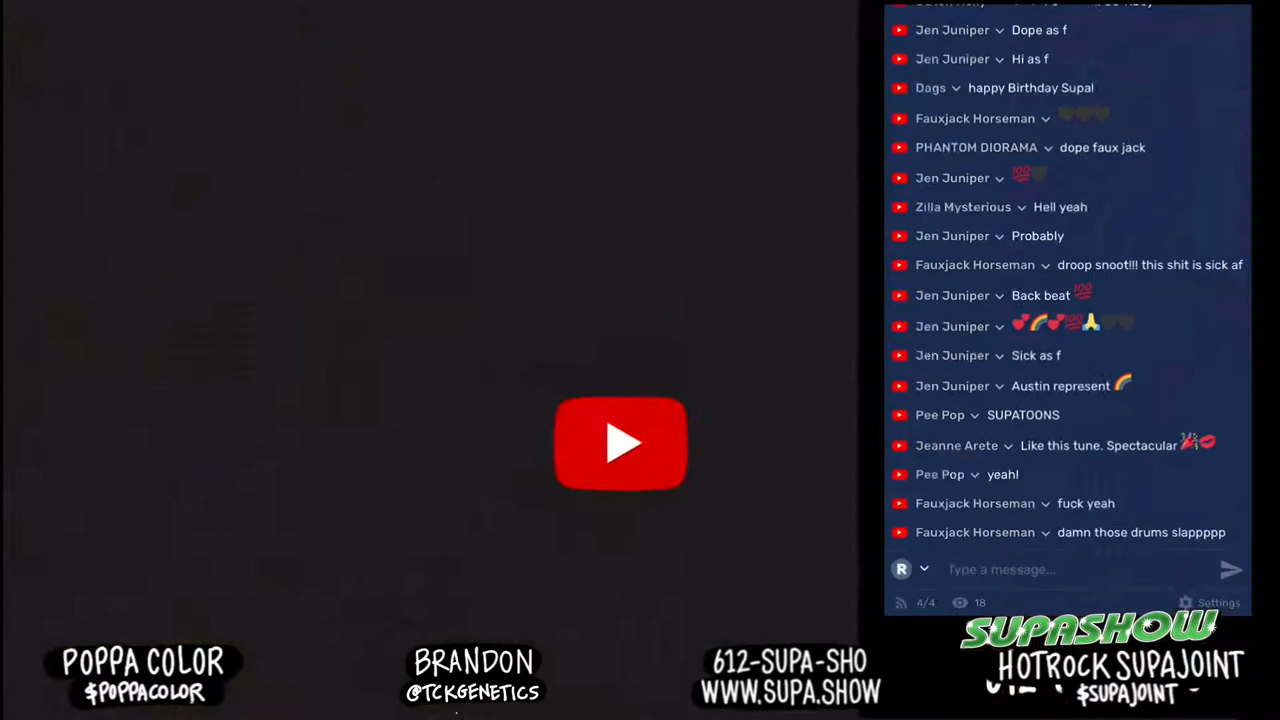 Jen Juniper Dope as f
Jen Juniper Hi as f
Dags happy Birthday Supa!
Fauxjack Horseman
PHANTOM DIORAMA dope faux jack
Jen Juniper 💯
Zilla Mysterious Hell yeah
Jen Juniper Probably
Fauxjack Horseman droop snoot!!! this shit is sick af
Jen Juniper Back beat 💯
Jen Juniper 💕🌈💕💯🙏
Jen Juniper Sick as f
Jen Juniper Austin represent 🌈
Pee Pop SUPATOONS
Jeanne Arete Like this tune. Spectacular 🎉💋
Pee Pop yeah!
Fauxjack Horseman fuck yeah
Fauxjack Horseman damn those drums slappppp
R Type a message...
4/4 18 Settings
SUPASHOW
POPPA COLOR
$POPPACOLOR
BRANDON
@TCKGENETICS
612-SUPA-SHO
WWW.SUPA.SHOW
HOTROCK SUPAJOINT
$SUPAJOINT